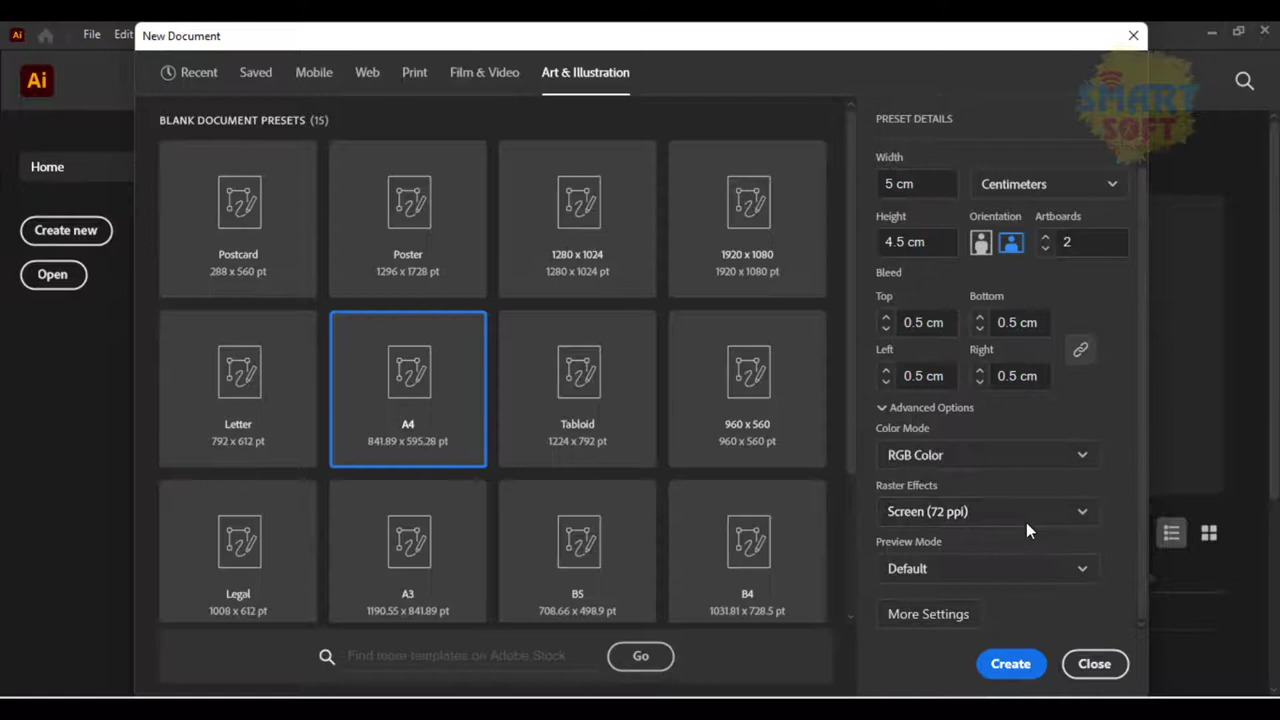 Ai File Edit
New Document
SMART
SOFT
Ai
Recent Saved Mobile Web Print Film & Video Art & Illustration
Home
Create new
Open
BLANK DOCUMENT PRESETS (15)
Postcard
288 x 560 pt
Poster
1296 x 1728 pt
1280 x 1024
1280 x 1024 pt
1920 x 1080
1920 x 1080 pt
Letter
792 x 612 pt
A4
841.89 x 595.28 pt
Tabloid
1224 x 792 pt
960 x 560
960 x 560 pt
Legal
1008 x 612 pt
A3
1190.55 x 841.89 pt
B5
708.66 x 498.9 pt
B4
1031.81 x 728.5 pt
Find more templates on Adobe Stock
Go
PRESET DETAILS
Width
5 cm Centimeters
Height Orientation Artboards
4.5 cm 2
Bleed
Top Bottom
0.5 cm 0.5 cm
Left Right
0.5 cm 0.5 cm
Advanced Options
Color Mode
RGB Color
Raster Effects
Screen (72 ppi)
Preview Mode
Default
More Settings
Create Close